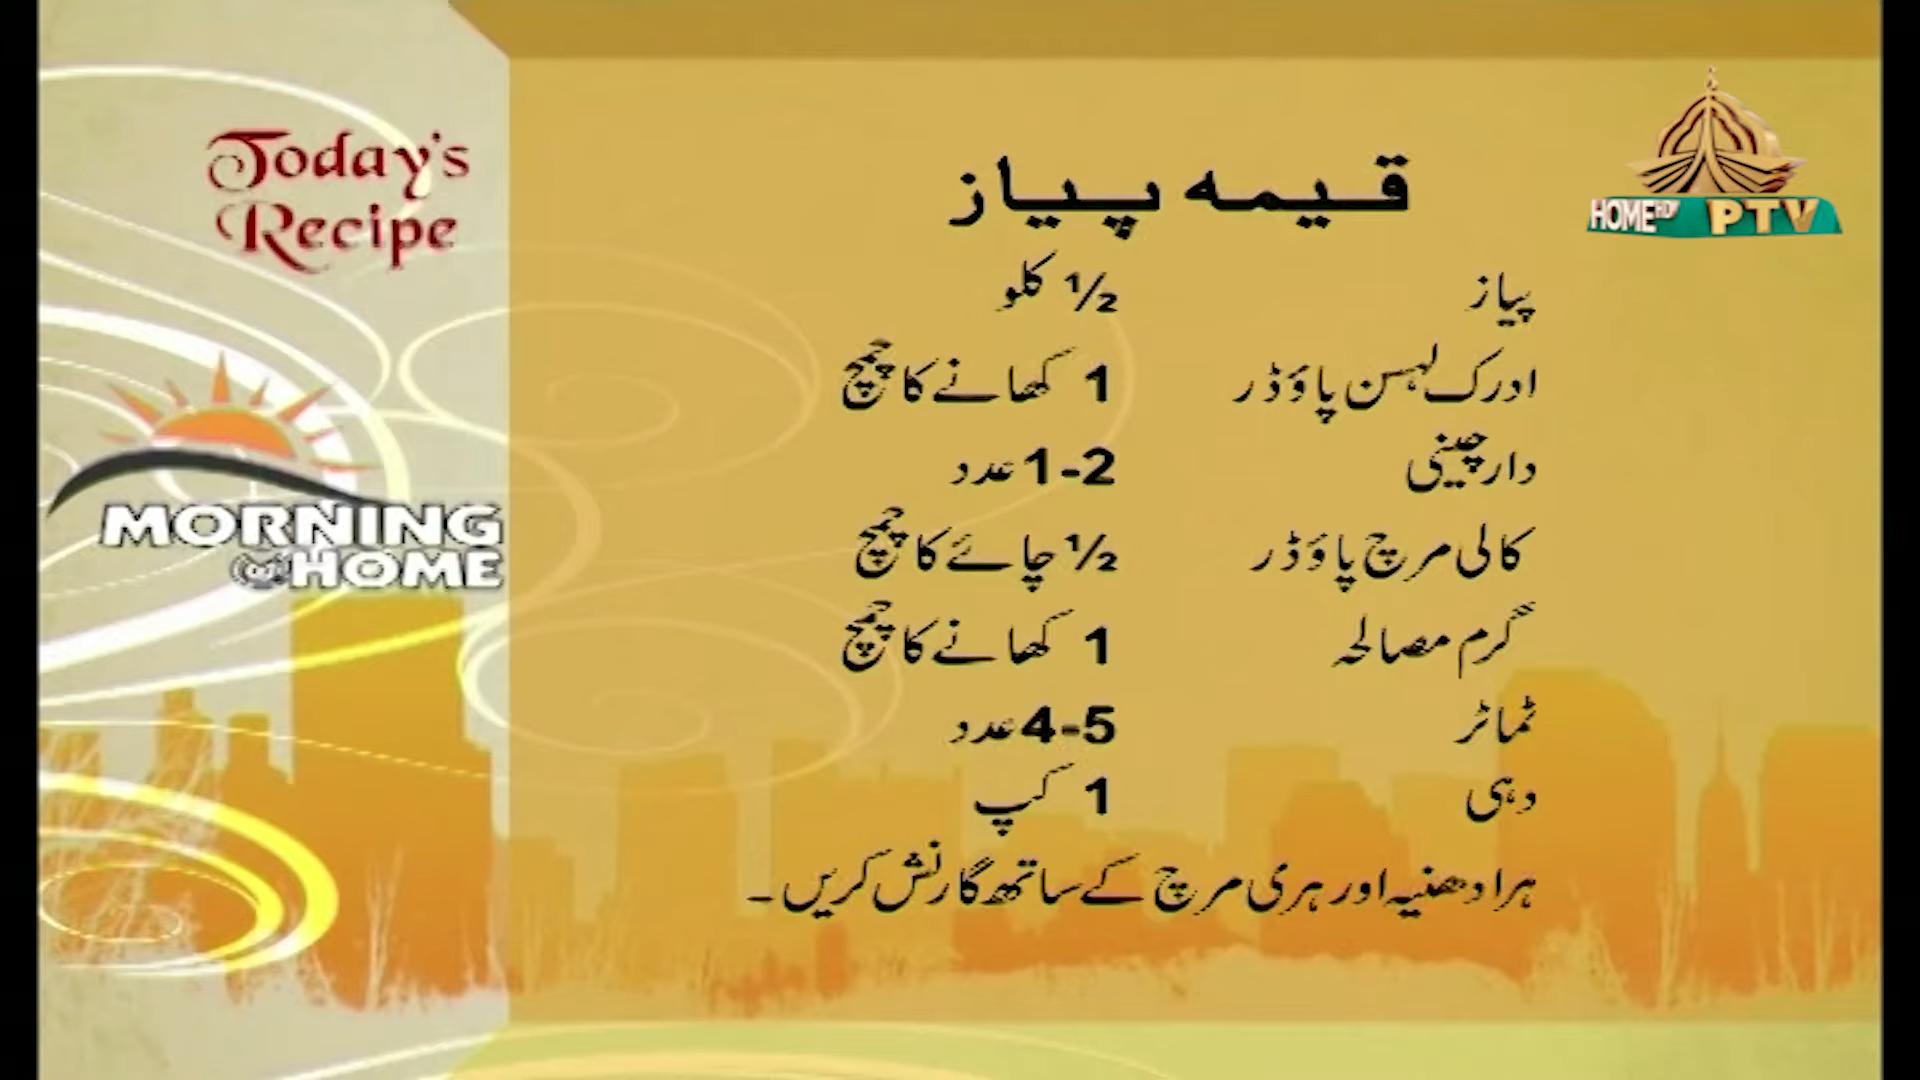 Today's
Recipe
MORNING
@HOME
HOME PTV
قیمہ پیاز
پیاز ½ کلو
ادرک لہسن پاؤڈر 1 کھانے کا چمچ
دار چینی 1-2 عدد
کالی مرچ پاؤڈر ½ چائے کا چمچ
گرم مصالحہ 1 کھانے کا چمچ
ٹماٹر 4-5 عدد
دہی 1 کپ
ہرا دھنیہ اور ہری مرچ کے ساتھ گارنش کریں۔